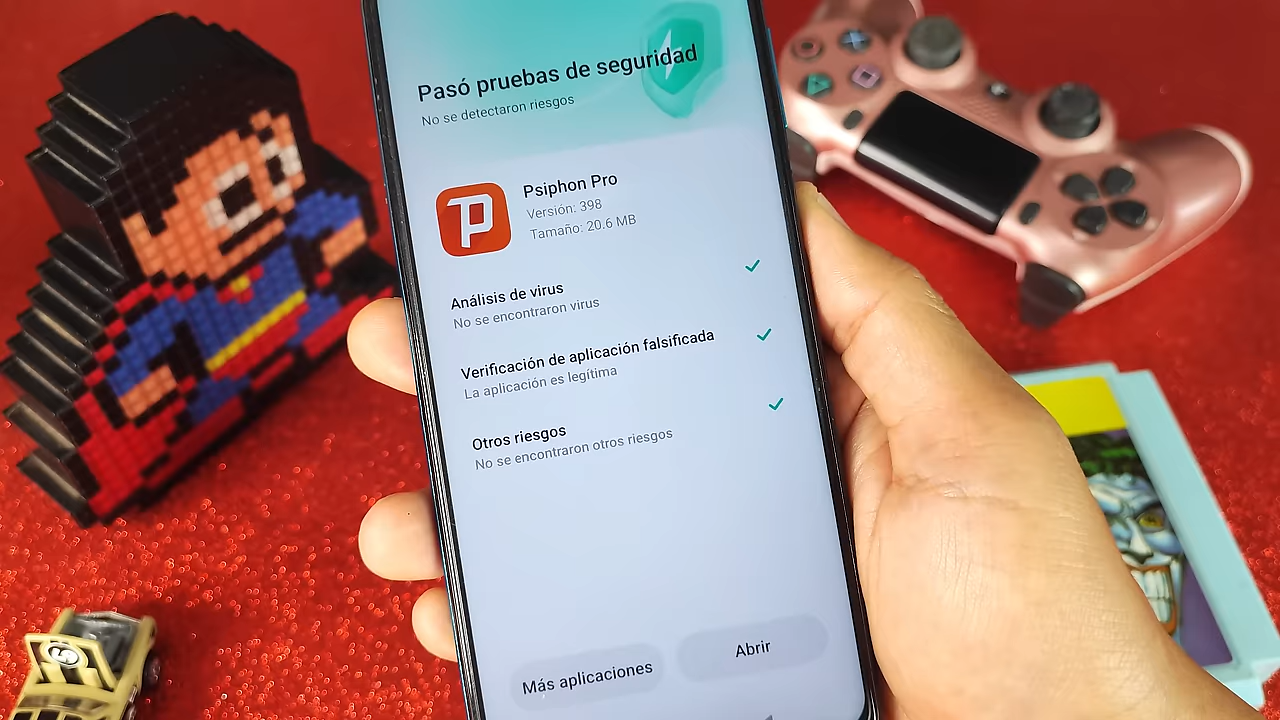 Pasó pruebas de seguridad
No se detectaron riesgos
Psiphon Pro
Versión: 398
Tamaño: 20.6 MB
Análisis de virus
No se encontraron virus
Verificación de aplicación falsificada
La aplicación es legítima
Otros riesgos
No se encontraron otros riesgos
Más aplicaciones
Abrir
5